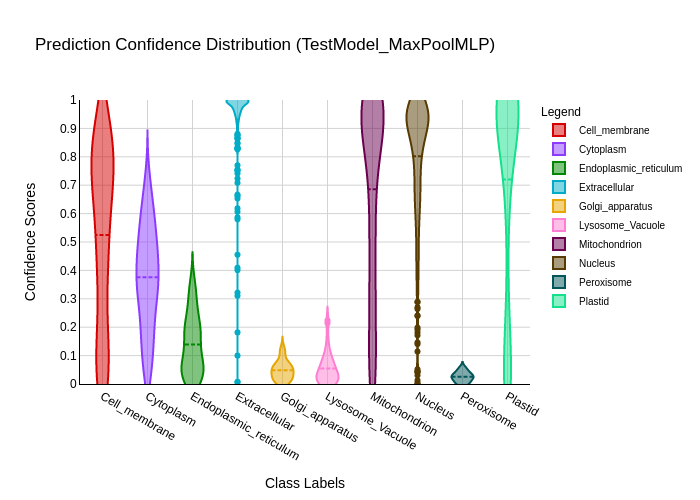 Prediction Confidence Distribution (TestModel_MaxPoolMLP)
Legend
Cell_membrane
Cytoplasm
Endoplasmic_reticulum
Extracellular
Golgi_apparatus
Lysosome_Vacuole
Mitochondrion
Nucleus
Peroxisome
Plastid
Confidence Scores
1
0.9
0.8
0.7
0.6
0.5
0.4
0.3
0.2
0.1
0
Cell_membrane
Cytoplasm
Endoplasmic_reticulum
Extracellular
Golgi_apparatus
Lysosome_Vacuole
Mitochondrion
Nucleus
Peroxisome
Plastid
Class Labels